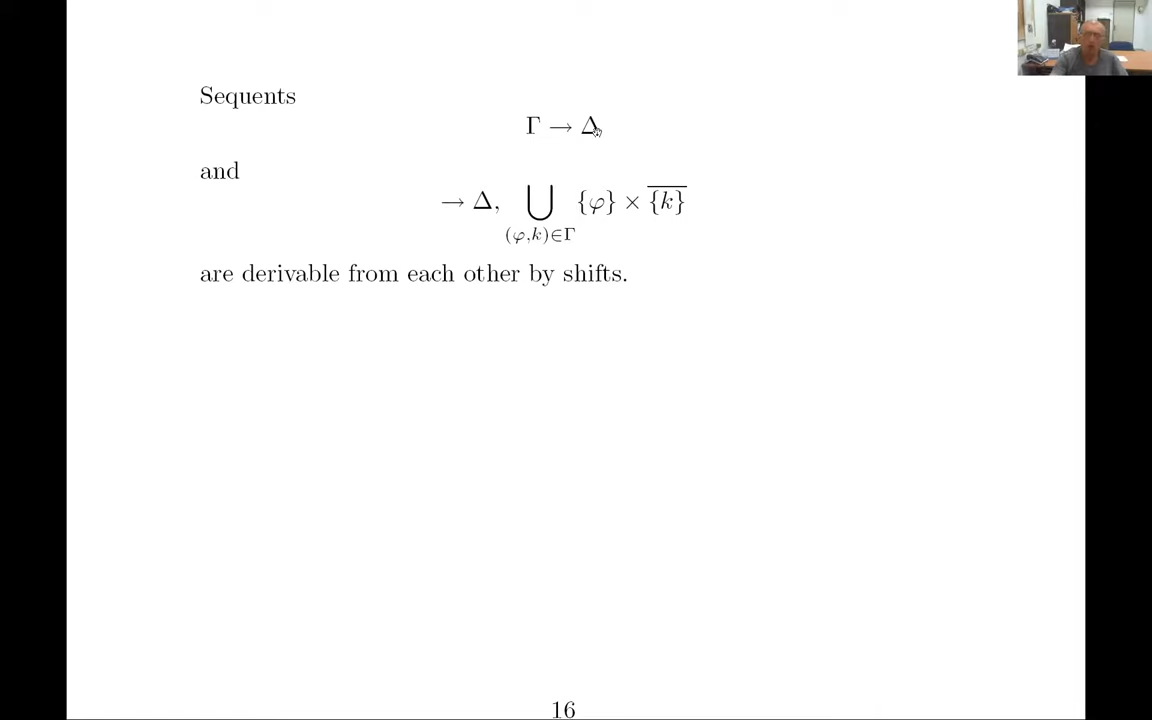 Sequents
Γ → Δ
and
→ Δ, ⋃ {φ} × \overline{{k}}
(φ,k)∈Γ
are derivable from each other by shifts.
16